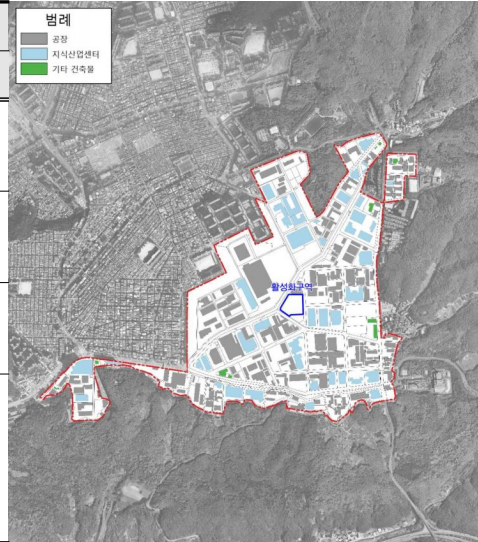 범례
공장
지식산업센터
기타 건축물
활성화구역